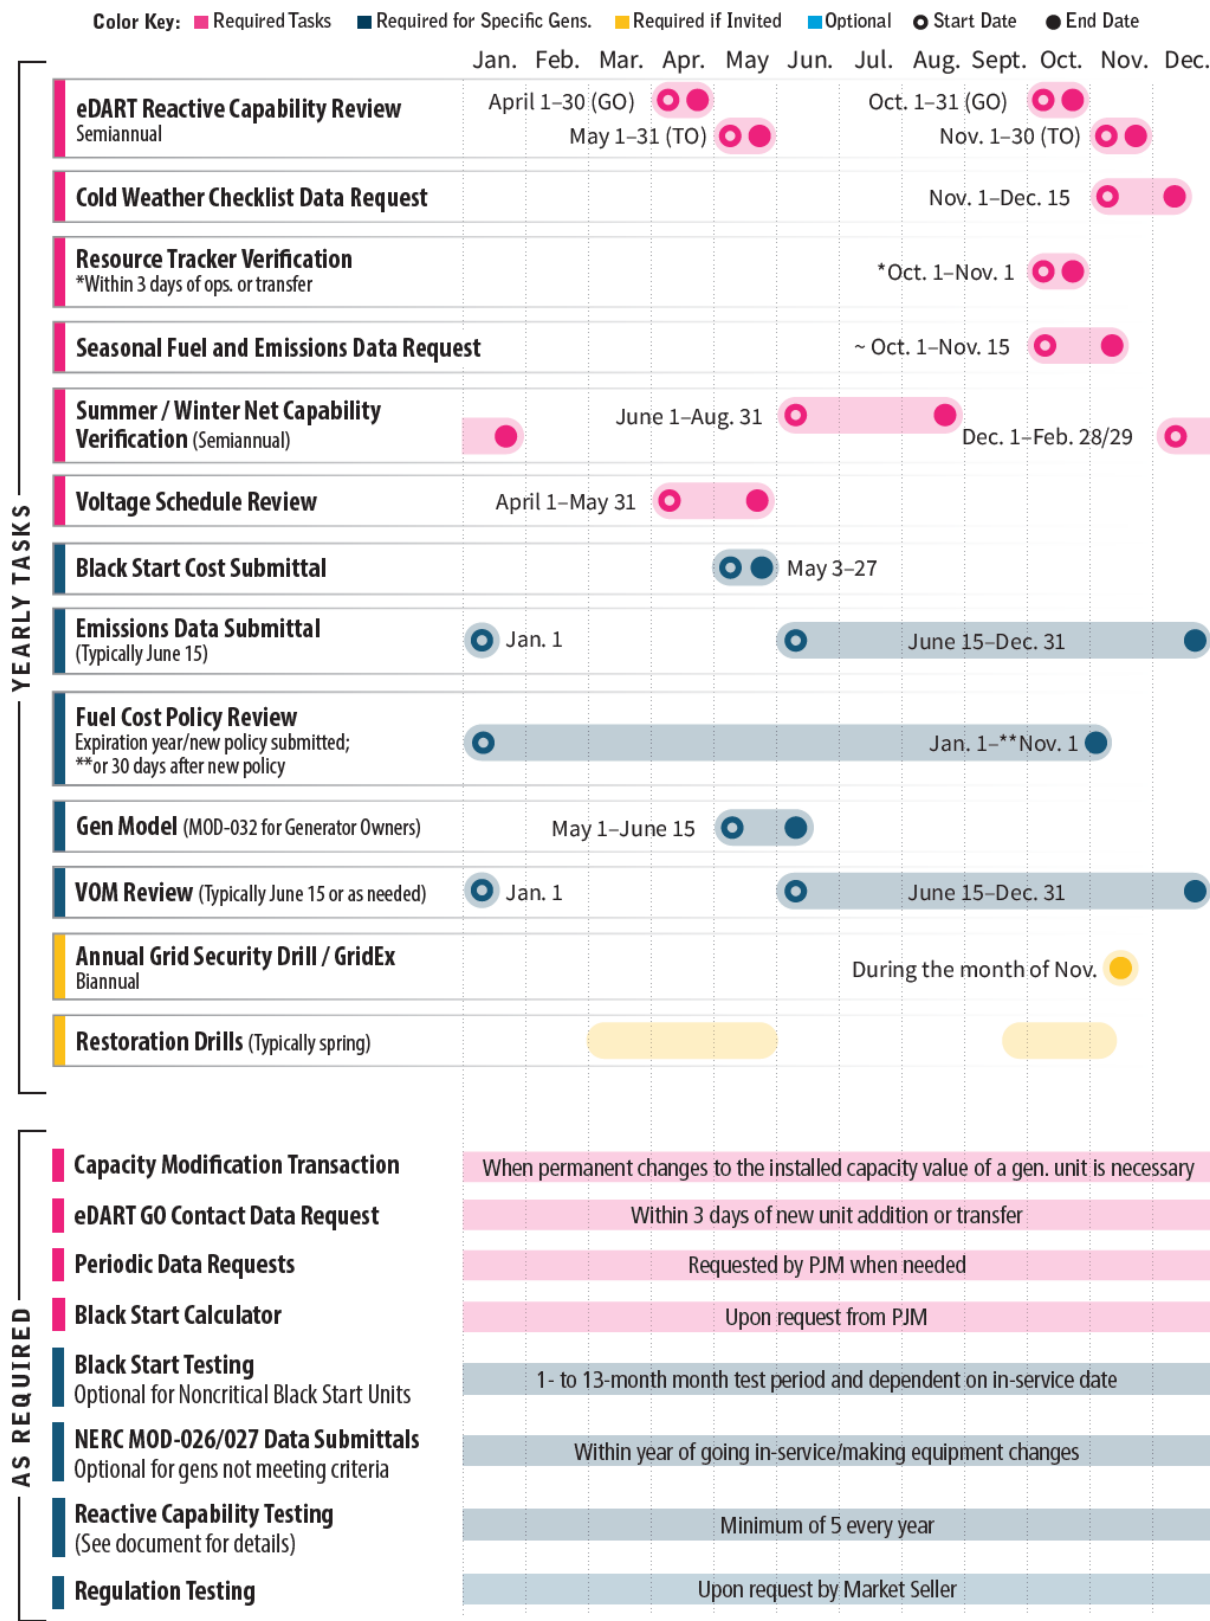 Color Key: Required Tasks Required for Specific Gens. Required if Invited Optional Start Date End Date
Jan. Feb. Mar. Apr. May Jun. Jul. Aug. Sept. Oct. Nov. Dec.
YEARLY TASKS
eDART Reactive Capability Review
Semiannual
April 1–30 (GO)
Oct. 1–31 (GO)
May 1–31 (TO)
Nov. 1–30 (TO)
Cold Weather Checklist Data Request
Nov. 1–Dec. 15
Resource Tracker Verification
*Within 3 days of ops. or transfer
*Oct. 1–Nov. 1
Seasonal Fuel and Emissions Data Request
~ Oct. 1–Nov. 15
Summer / Winter Net Capability
Verification (Semiannual)
June 1–Aug. 31
Dec. 1–Feb. 28/29
Voltage Schedule Review
April 1–May 31
Black Start Cost Submittal
May 3–27
Emissions Data Submittal
(Typically June 15)
Jan. 1
June 15–Dec. 31
Fuel Cost Policy Review
Expiration year/new policy submitted;
**or 30 days after new policy
Jan. 1–**Nov. 1
Gen Model (MOD-032 for Generator Owners)
May 1–June 15
VOM Review (Typically June 15 or as needed)
Jan. 1
June 15–Dec. 31
Annual Grid Security Drill / GridEx
Biannual
During the month of Nov.
Restoration Drills (Typically spring)
AS REQUIRED
Capacity Modification Transaction
When permanent changes to the installed capacity value of a gen. unit is necessary
eDART GO Contact Data Request
Within 3 days of new unit addition or transfer
Periodic Data Requests
Requested by PJM when needed
Black Start Calculator
Upon request from PJM
Black Start Testing
Optional for Noncritical Black Start Units
1- to 13-month month test period and dependent on in-service date
NERC MOD-026/027 Data Submittals
Optional for gens not meeting criteria
Within year of going in-service/making equipment changes
Reactive Capability Testing
(See document for details)
Minimum of 5 every year
Regulation Testing
Upon request by Market Seller